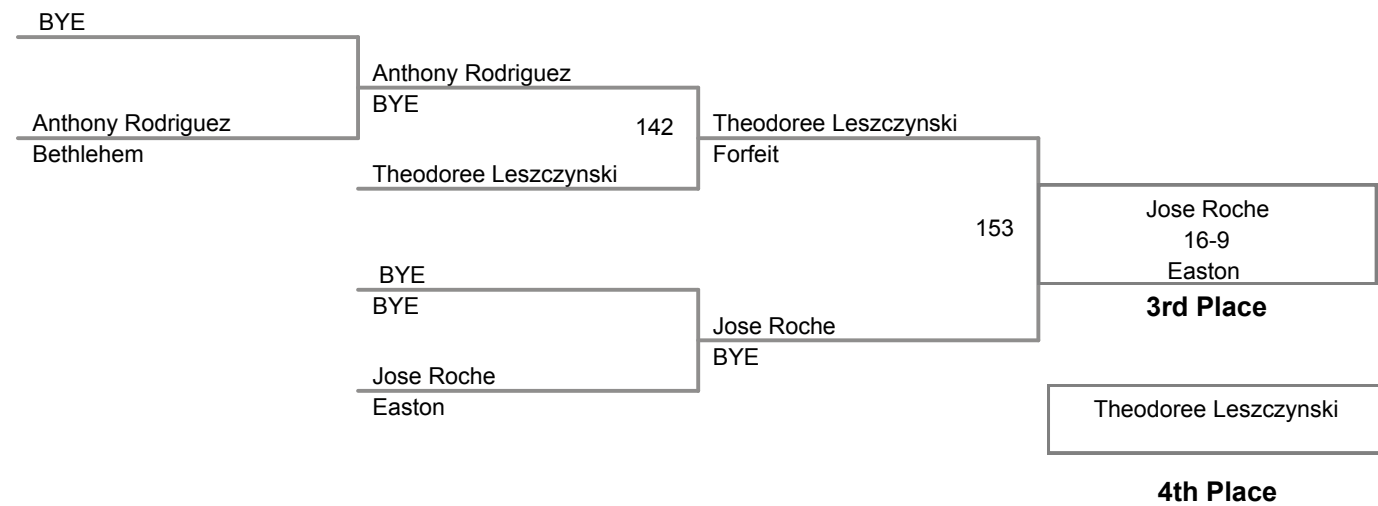 BYE
Anthony Rodriguez
BYE
Anthony Rodriguez
142
Theodoree Leszczynski
Bethlehem
Forfeit
Theodoree Leszczynski
Jose Roche
153
16-9
BYE
Easton
BYE
3rd Place
Jose Roche
BYE
Jose Roche
Easton
Theodoree Leszczynski
4th Place